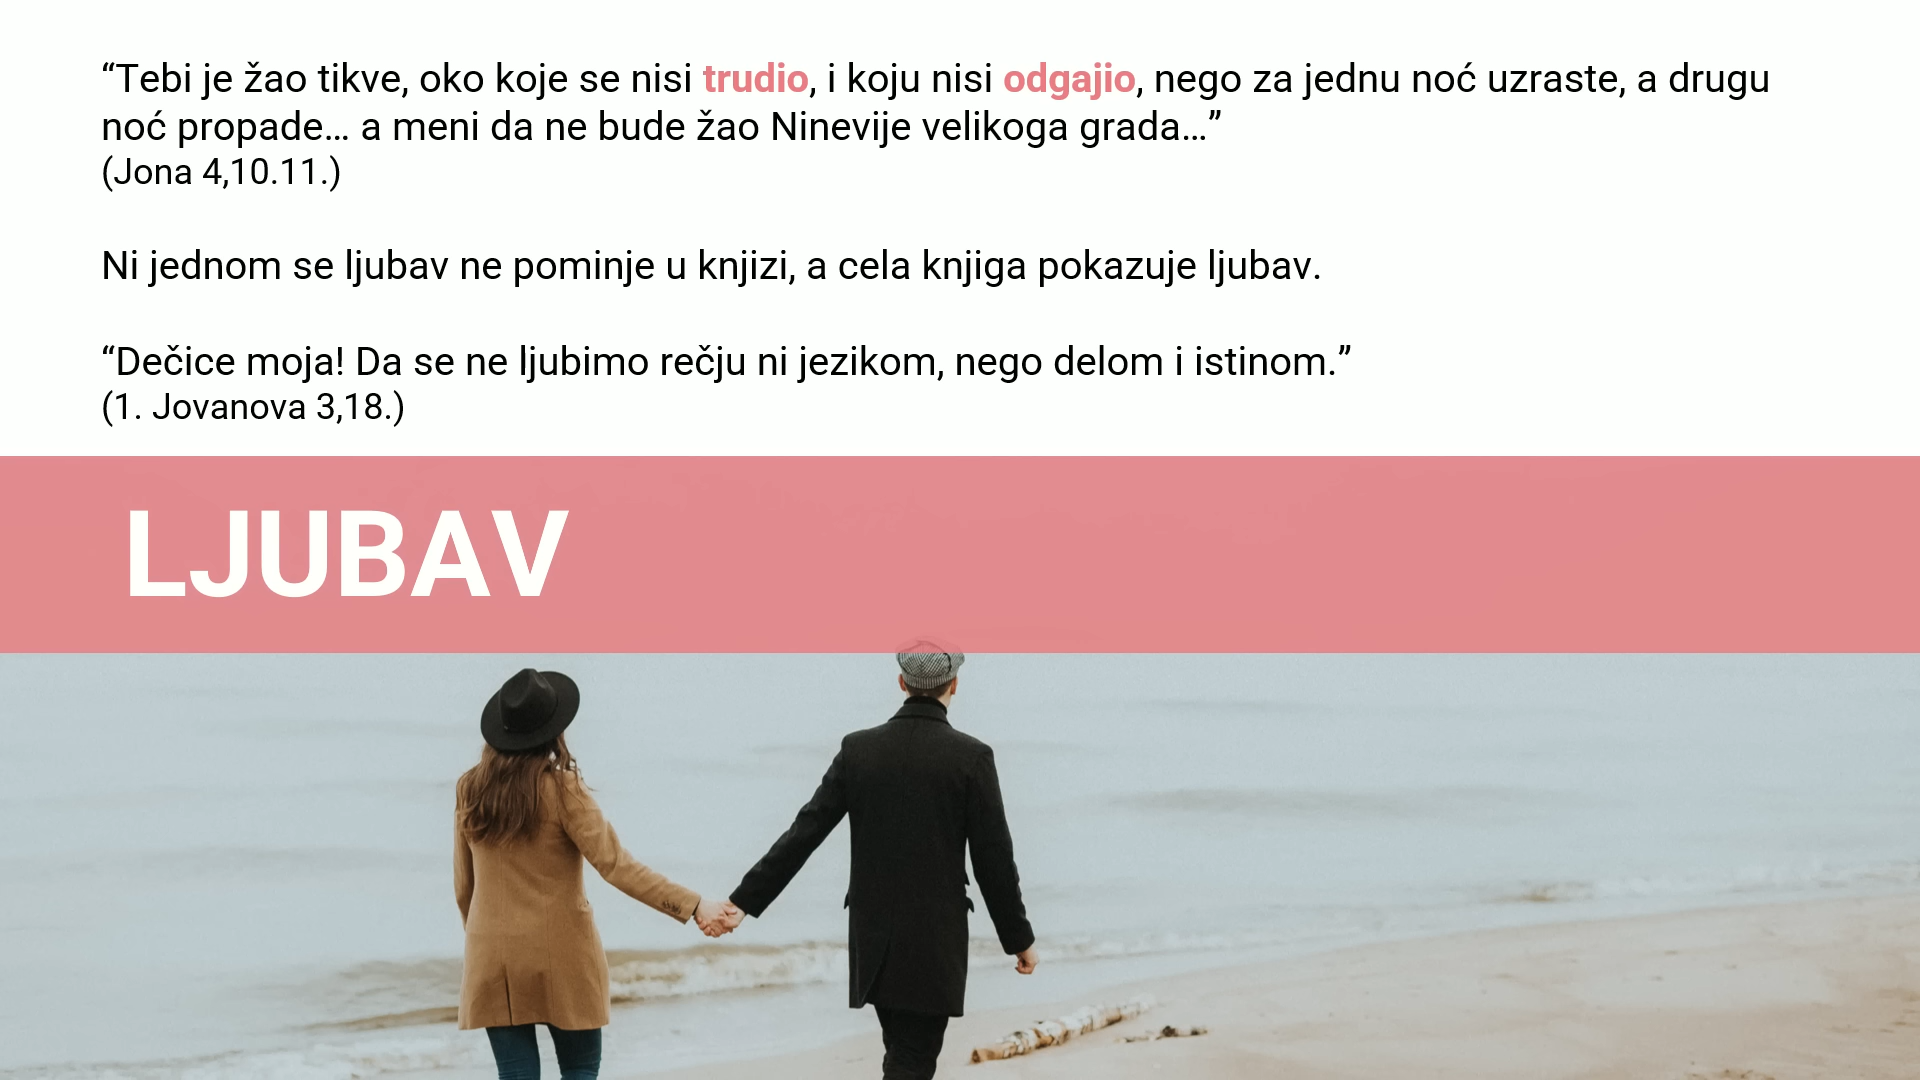 “Tebi je žao tikve, oko koje se nisi trudio, i koju nisi odgajio, nego za jednu noć uzraste, a drugu
noć propade… a meni da ne bude žao Ninevije velikoga grada…”
(Jona 4,10.11.)
Ni jednom se ljubav ne pominje u knjizi, a cela knjiga pokazuje ljubav.
“Dečice moja! Da se ne ljubimo rečju ni jezikom, nego delom i istinom.”
(1. Jovanova 3,18.)
LJUBAV